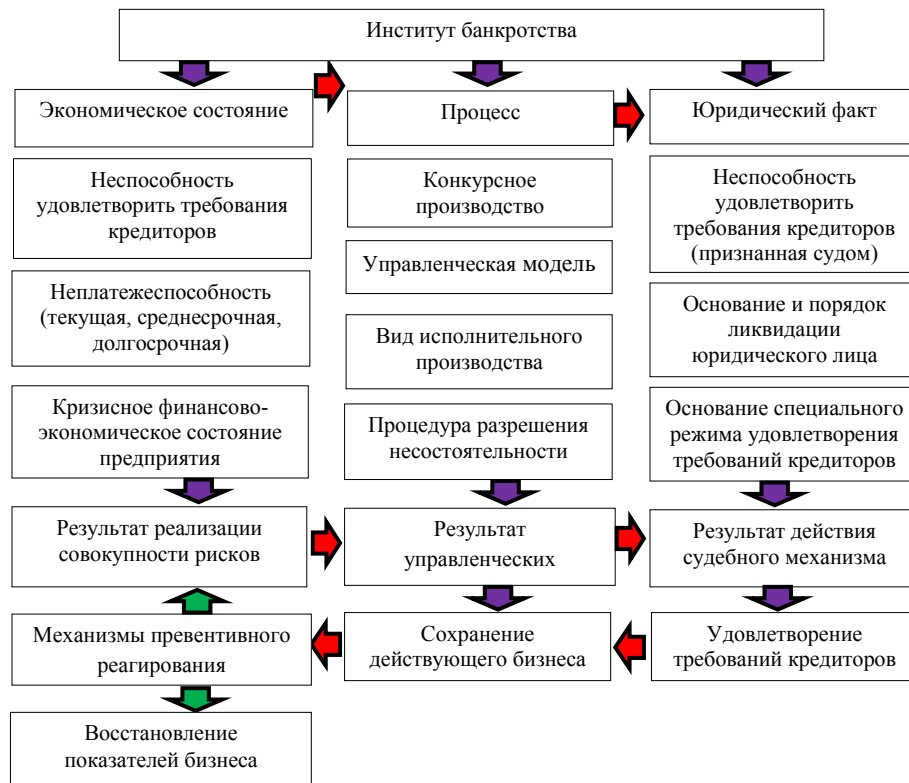 Институт банкротства
Экономическое состояние
Процесс
Юридический факт
Неспособность
удовлетворить требования
кредиторов
Конкурсное
производство
Неспособность
удовлетворить
требования кредиторов
(признанная судом)
Управленческая модель
Неплатежеспособность
(текущая, среднесрочная,
долгосрочная)
Основание и порядок
ликвидации
юридического лица
Вид исполнительного
производства
Кризисное финансово-
экономическое состояние
предприятия
Процедура разрешения
несостоятельности
Основание специального
режима удовлетворения
требований кредиторов
Результат реализации
совокупности рисков
Результат
управленческих
Результат действия
судебного механизма
Механизмы превентивного
реагирования
Сохранение
действующего бизнеса
Удовлетворение
требований кредиторов
Восстановление
показателей бизнеса